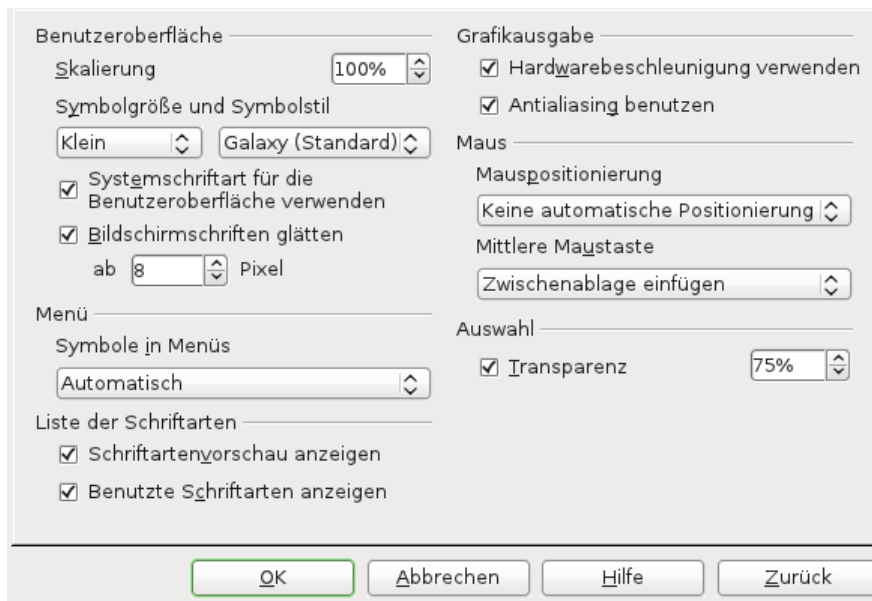 Benutzeroberfläche
Skalierung
100%
Symbolgröße und Symbolstil
Klein
Galaxy (Standard)
Systemschriftart für die
Benutzeroberfläche verwenden
Bildschirmschriften glätten
ab 8 Pixel
Menü
Symbole in Menüs
Automatisch
Liste der Schriftarten
Schriftartenvorschau anzeigen
Benutzte Schriftarten anzeigen
Grafikausgabe
Hardwarebeschleunigung verwenden
Antialiasing benutzen
Maus
Mauspositionierung
Keine automatische Positionierung
Mittlere Maustaste
Zwischenablage einfügen
Auswahl
Transparenz
75%
OK
Abbrechen
Hilfe
Zurück